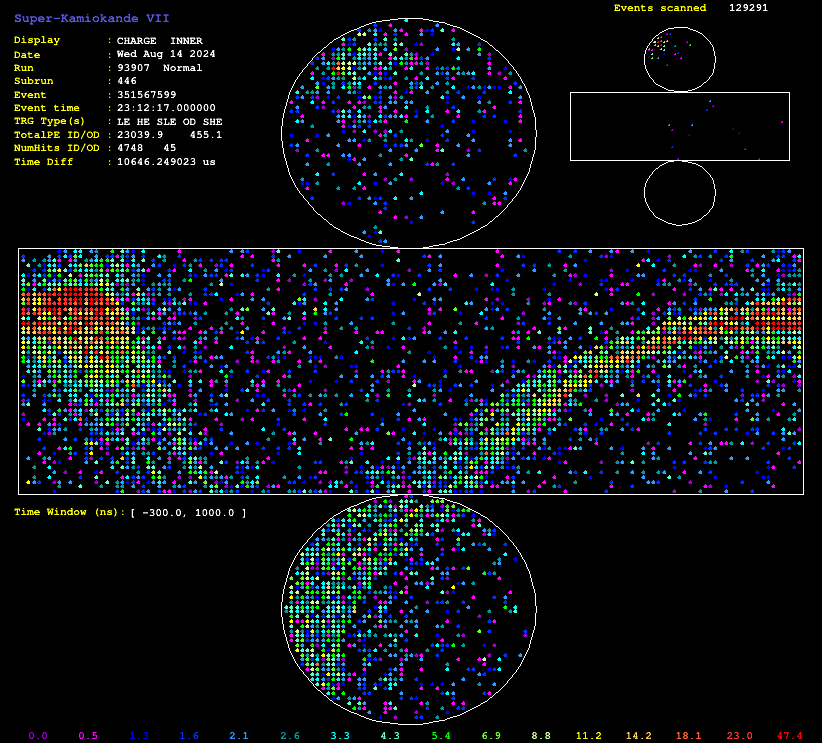 Super-Kamiokande VII
Events scanned 129291
Display : CHARGE INNER
Date : Wed Aug 14 2024
Run : 93907 Normal
Subrun : 446
Event : 351567599
Event time : 23:12:17.000000
TRG Type(s) : LE HE SLE OD SHE
TotalPE ID/OD : 23039.9 455.1
NumHits ID/OD : 4748 45
Time Diff : 10646.249023 us
Time Window (ns): [ -300.0, 1000.0 ]
0.0 0.5 1.3 1.6 2.1 2.6 3.3 4.3 5.4 6.9 8.8 11.2 14.2 18.1 23.0 47.4